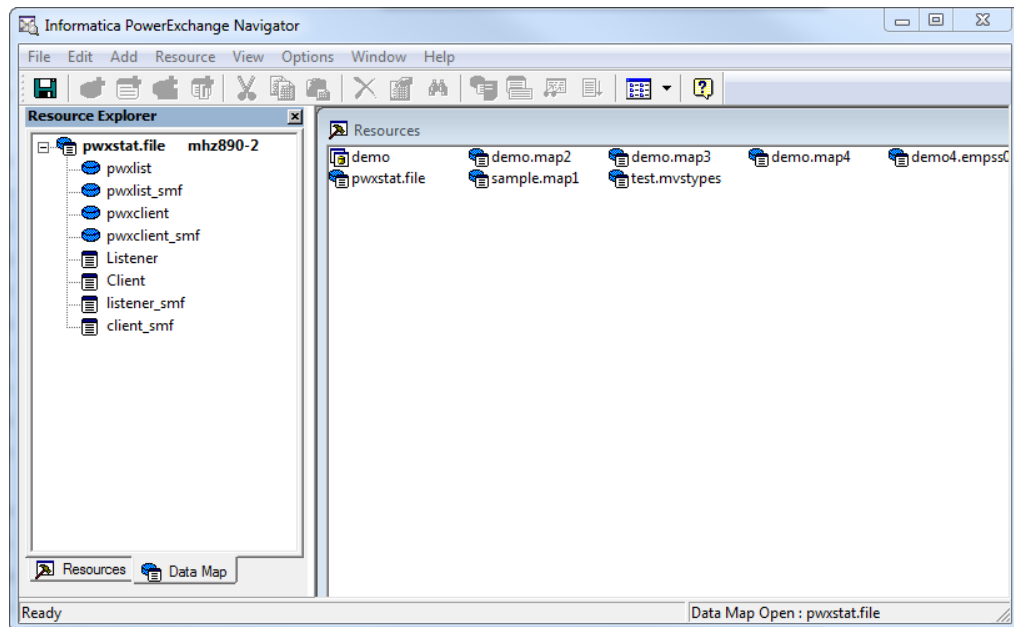 Informatica PowerExchange Navigator
File Edit Add Resource View Options Window Help
Resource Explorer
pwxstat.file mhz890-2
pwxlist
pwxlist_smf
pwxclient
pwxclient_smf
Listener
Client
listener_smf
client_smf
Resources Data Map
Resources
demo demo.map2 demo.map3 demo.map4 demo4.empss0
pwxstat.file sample.map1 test.mvstypes
Ready Data Map Open : pwxstat.file